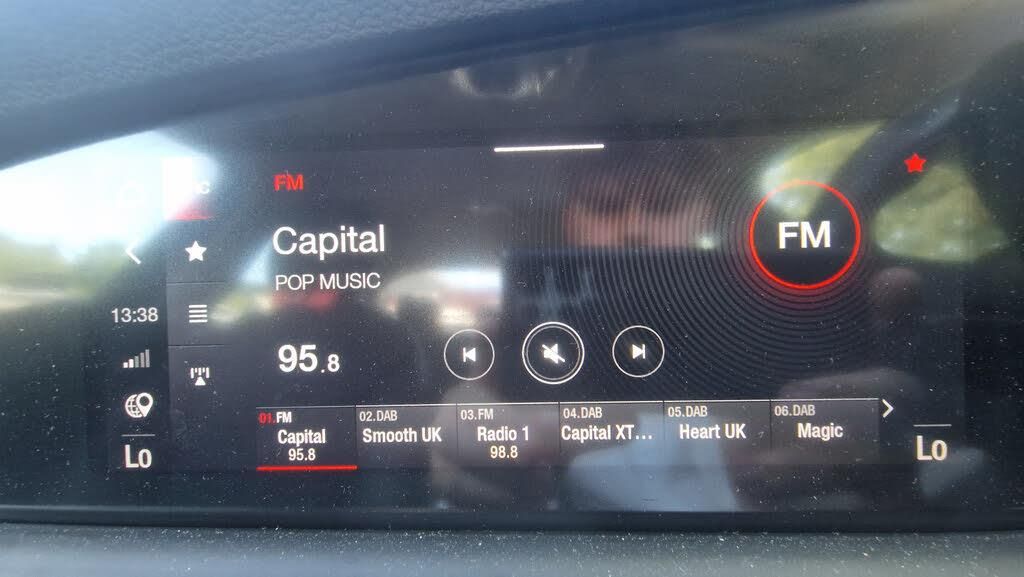 FM
Capital
POP MUSIC
FM
13:38
95.8
01.FM
Capital
95.8
02.DAB
Smooth UK
03.FM
Radio 1
98.8
04.DAB
Capital XT...
05.DAB
Heart UK
06.DAB
Magic
Lo
Lo